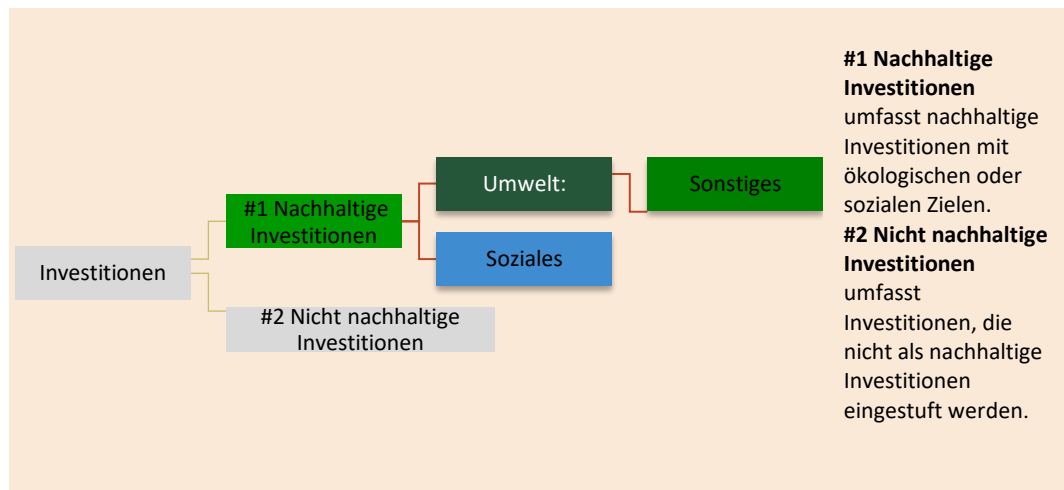 Investitionen
#1 Nachhaltige
Investitionen
#2 Nicht nachhaltige
Investitionen
Umwelt:
Soziales
Sonstiges
#1 Nachhaltige
Investitionen
umfasst nachhaltige
Investitionen mit
ökologischen oder
sozialen Zielen.
#2 Nicht nachhaltige
Investitionen
umfasst
Investitionen, die
nicht als nachhaltige
Investitionen
eingestuft werden.